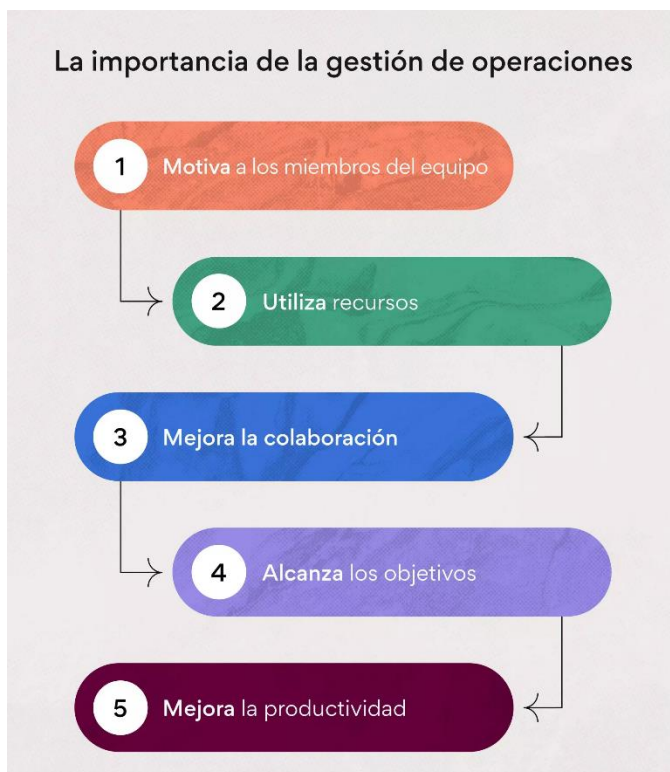 La importancia de la gestión de operaciones
1 Motiva a los miembros del equipo
2 Utiliza recursos
3 Mejora la colaboración
4 Alcanza los objetivos
5 Mejora la productividad